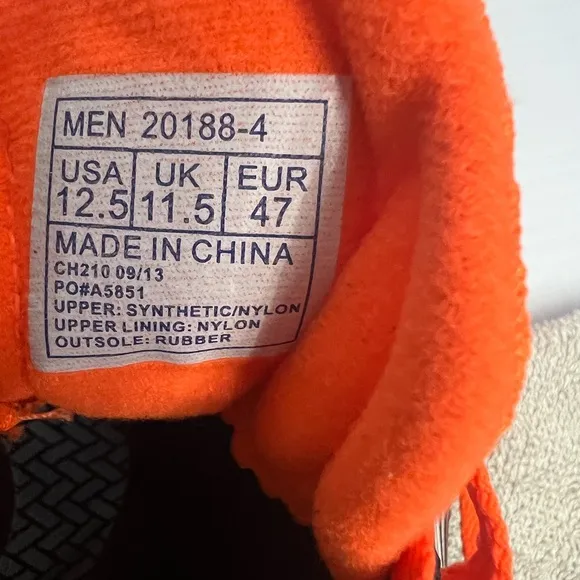 MEN 20188-4
USA UK EUR
12.5 11.5 47
MADE IN CHINA
CH210 09/13
PO#A5851
UPPER: SYNTHETIC/NYLON
UPPER LINING: NYLON
OUTSOLE: RUBBER